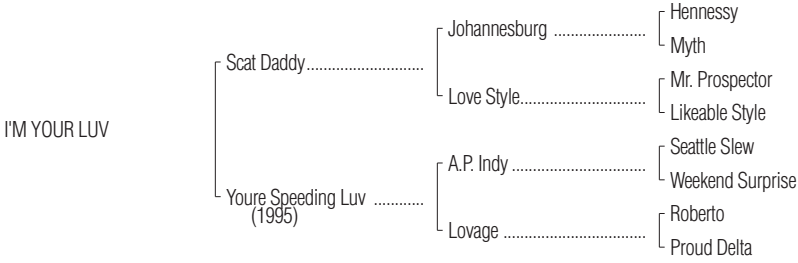 Hennessy
Johannesburg ......................
Myth
Scat Daddy............................
Mr. Prospector
Love Style..............................
Likeable Style
I'M YOUR LUV
Seattle Slew
A.P. Indy ................................
Weekend Surprise
Youre Speeding Luv ............
(1995)
Roberto
Lovage ..................................
Proud Delta